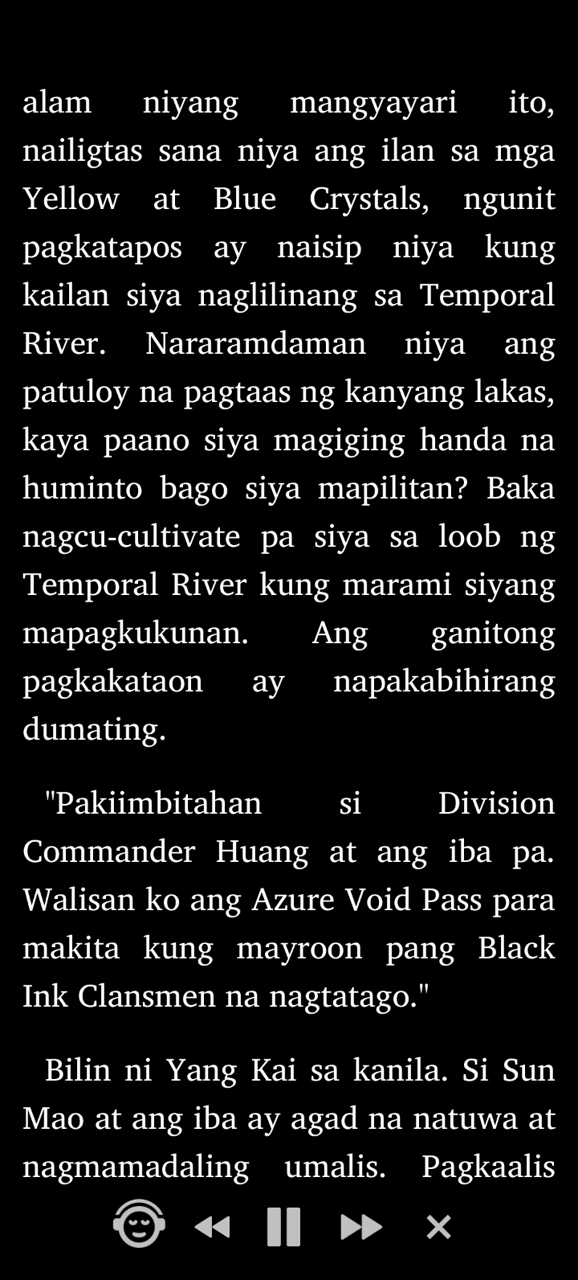 alam niyang mangyayari ito,
nailigtas sana niya ang ilan sa mga
Yellow at Blue Crystals, ngunit
pagkatapos ay naisip niya kung
kailan siya naglilinang sa Temporal
River. Nararamdaman niya ang
patuloy na pagtaas ng kanyang lakas,
kaya paano siya magiging handa na
huminto bago siya mapilitan? Baka
nagcu-cultivate pa siya sa loob ng
Temporal River kung marami siyang
mapagkukunan. Ang ganitong
pagkakataon ay napakabihirang
dumating.
"Pakiimbitahan si Division
Commander Huang at ang iba pa.
Walisan ko ang Azure Void Pass para
makita kung mayroon pang Black
Ink Clansmen na nagtatago."
Bilin ni Yang Kai sa kanila. Si Sun
Mao at ang iba ay agad na natuwa at
nagmamadaling umalis. Pagkaalis